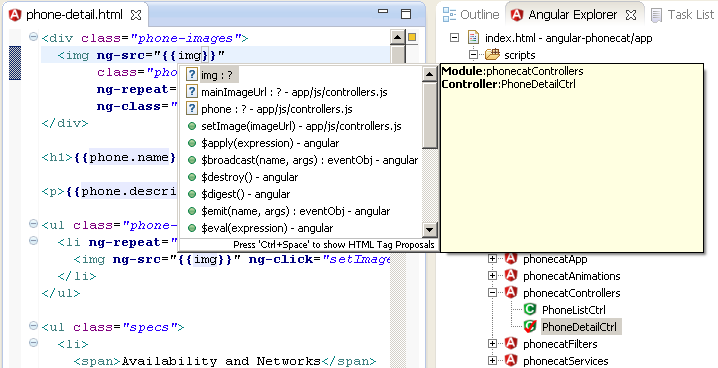 phone-detail.html
Outline
Angular Explorer
Task List
<div class="phone-images">
<img ng-src="{{img}}"
class="pho
ng-repeat=
ng-class="
</div>
<h1>{{phone.name}
<p>{{phone.descri
<ul class="phone-
<li ng-repeat="
<img ng-src="{{img}}" ng-click="setImage
</li>
</ul>
<ul class="specs">
<li>
<span>Availability and Networks</span>
img : ?
mainImageUrl : ? - app/js/controllers.js
phone : ? - app/js/controllers.js
setImage(imageUrl) - app/js/controllers.js
$apply(expression) - angular
$broadcast(name, args) : eventObj - angular
$destroy() - angular
$digest() - angular
$emit(name, args) : eventObj - angular
$eval(expression) - angular
Press 'Ctrl+Space' to show HTML Tag Proposals
index.html - angular-phonecat/app
scripts
Module:phonecatControllers
Controller:PhoneDetailCtrl
phonecatApp
phonecatAnimations
phonecatControllers
PhoneListCtrl
PhoneDetailCtrl
phonecatFilters
phonecatServices